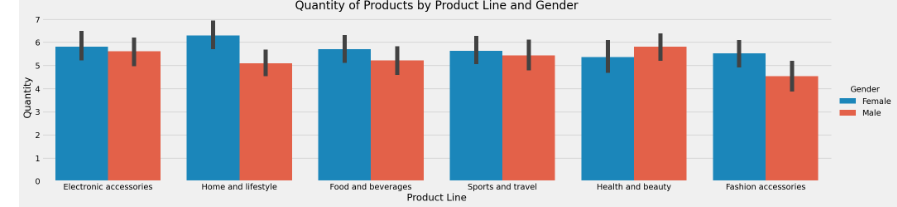 Quantity of Products by Product Line and Gender
7
6
5
4
3
2
1
0
Quantity
Electronic accessories
Home and lifestyle
Food and beverages
Sports and travel
Health and beauty
Fashion accessories
Product Line
Gender
Female
Male